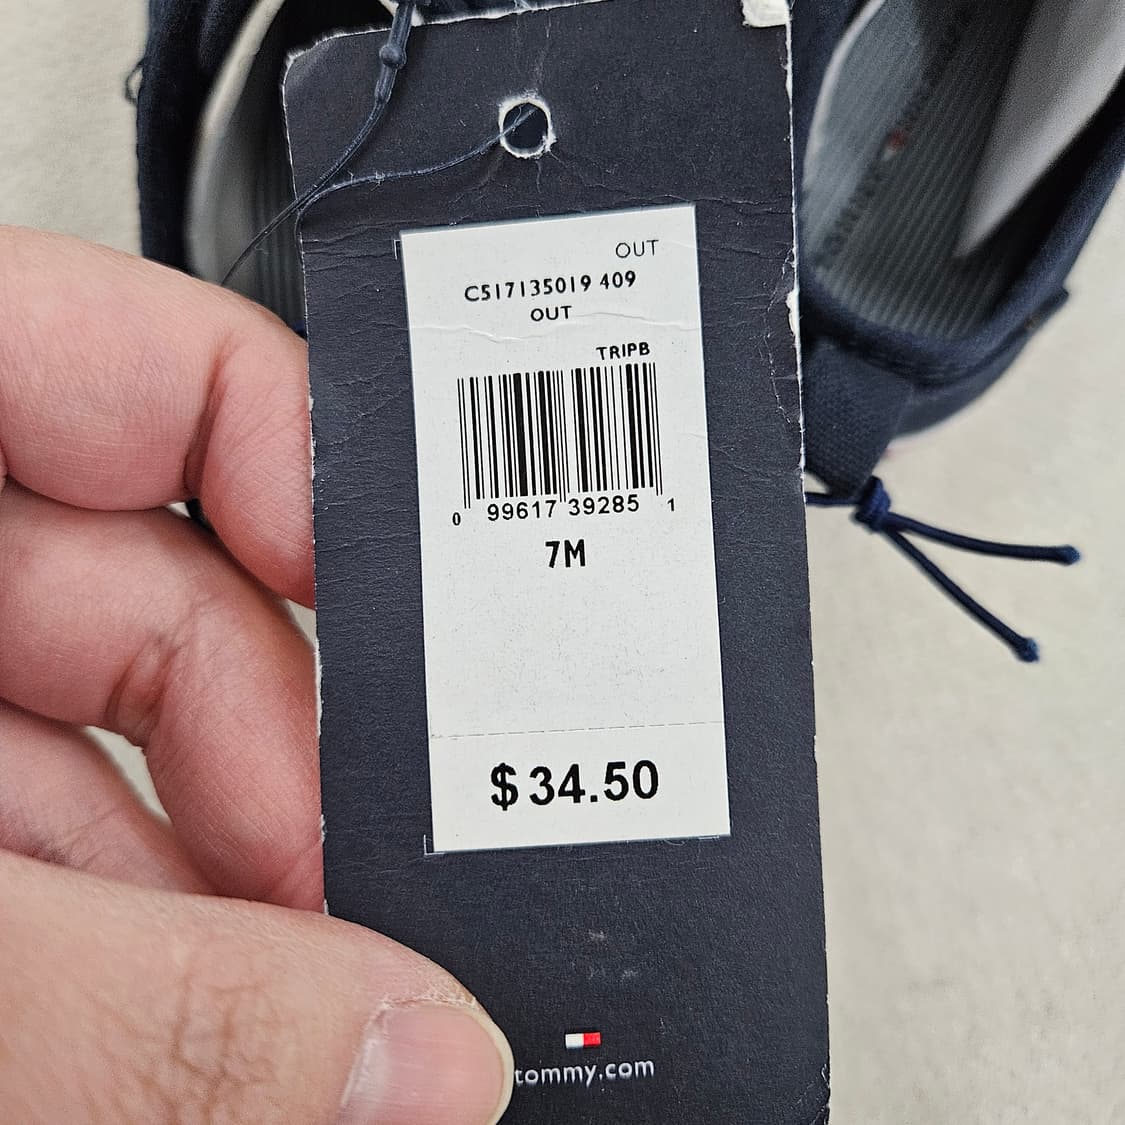 OUT
C517135019 409
OUT
TRIPB
0 99617 39285 1
7M
$34.50
tommy.com